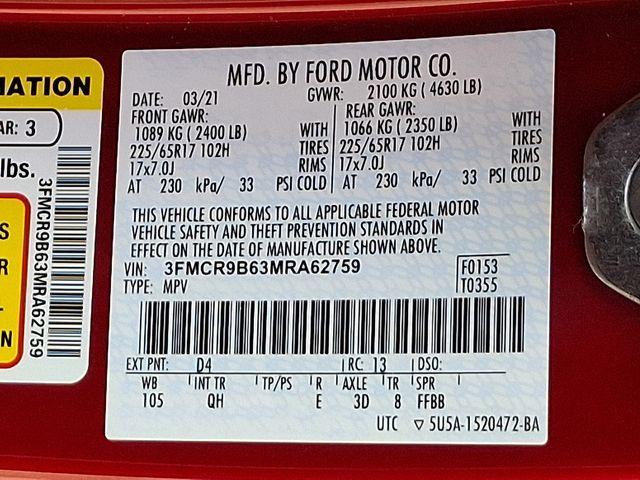 MATION
AR: 3
lbs.
3FMCR9B63MRA62759
S
ER
L-
N
MFD. BY FORD MOTOR CO.
DATE: 03/21 GVWR: 2100 KG ( 4630 LB)
FRONT GAWR: REAR GAWR:
1089 KG ( 2400 LB) WITH 1066 KG ( 2350 LB) WITH
225/65R17 102H TIRES 225/65R17 102H TIRES
17x7.0J RIMS 17x7.0J RIMS
AT 230 kPa/ 33 PSI COLD AT 230 kPa/ 33 PSI COLD
THIS VEHICLE CONFORMS TO ALL APPLICABLE FEDERAL MOTOR
VEHICLE SAFETY AND THEFT PREVENTION STANDARDS IN
EFFECT ON THE DATE OF MANUFACTURE SHOWN ABOVE.
VIN: 3FMCR9B63MRA62759 F0153
TYPE: MPV T0355
EXT PNT: D4 RC: 13 DSO:
WB INT TR TP/PS R AXLE TR SPR
105 QH E 3D 8 FFBB
UTC ▽ 5U5A-1520472-BA